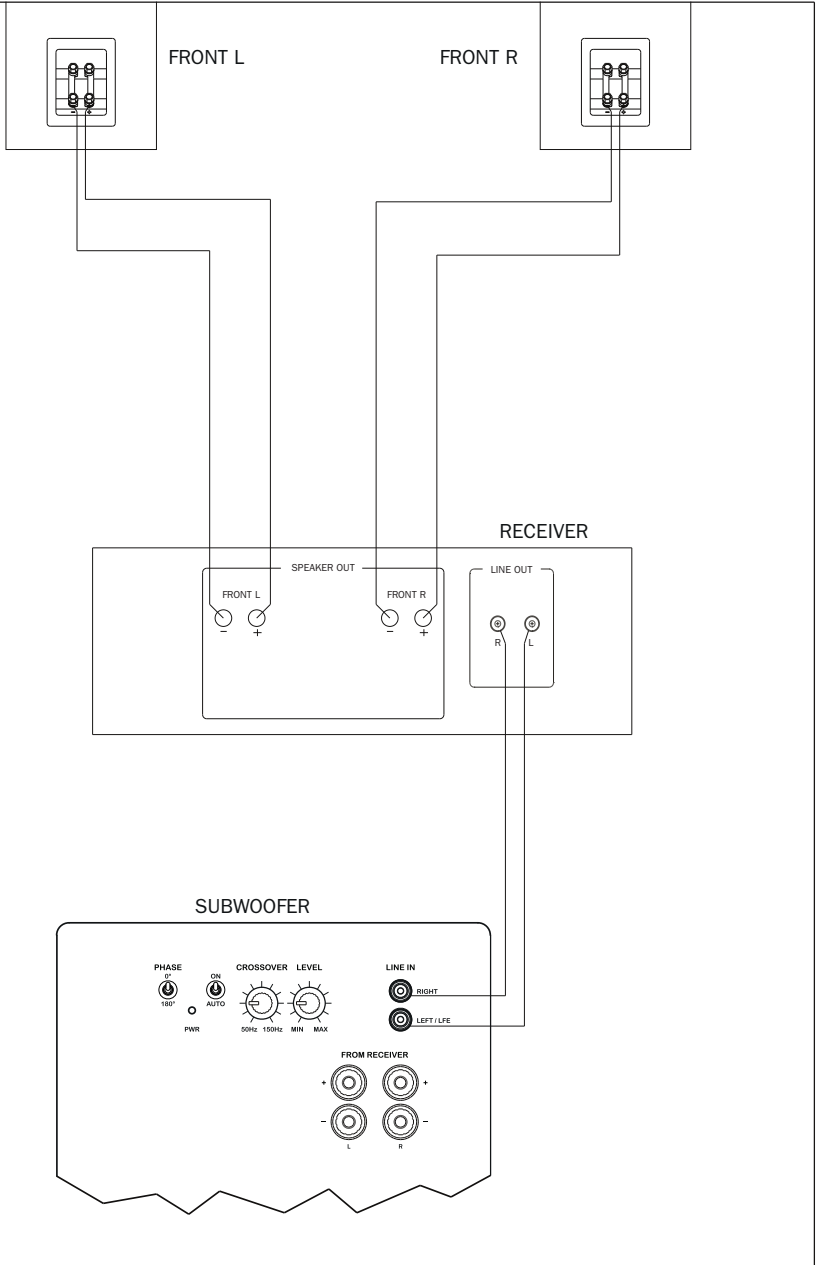 FRONT L
FRONT R
- +
- +
RECEIVER
SPEAKER OUT
LINE OUT
FRONT L
FRONT R
- +
- +
R L
SUBWOOFER
PHASE
0°
180°
PWR
ON
AUTO
CROSSOVER
50Hz 150Hz
LEVEL
MIN MAX
LINE IN
RIGHT
LEFT / LFE
FROM RECEIVER
+ +
- -
L R